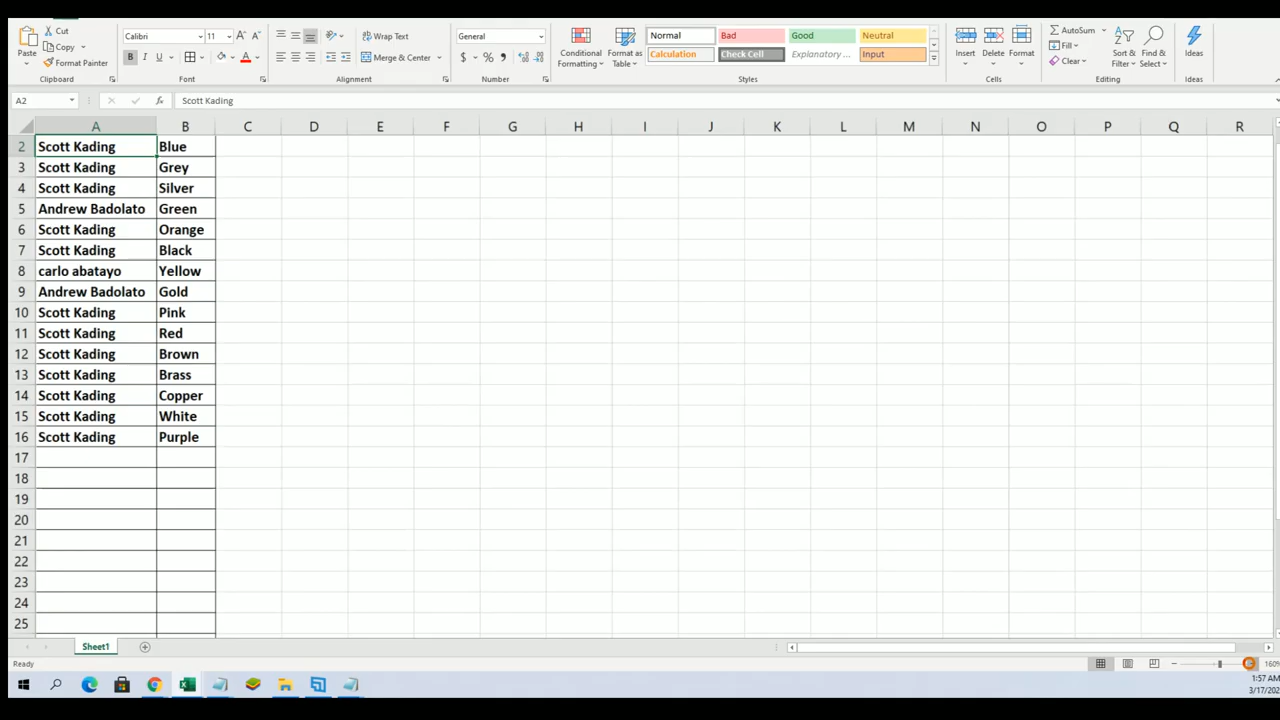 Cut
Copy
Format Painter
Paste
Clipboard
Calibri 11 A A
B I U A
Font
Wrap Text
Merge & Center
Alignment
General
$ % ,
Number
Conditional Formatting
Format as Table
Normal Bad Good Neutral
Calculation Check Cell Explanatory ... Input
Styles
Insert Delete Format
Cells
AutoSum
Fill
Clear
Sort & Filter
Find & Select
Editing
Ideas
Ideas
A2 fx Scott Kading
A B C D E F G H I J K L M N O P Q R
2 Scott Kading Blue
3 Scott Kading Grey
4 Scott Kading Silver
5 Andrew Badolato Green
6 Scott Kading Orange
7 Scott Kading Black
8 carlo abatayo Yellow
9 Andrew Badolato Gold
10 Scott Kading Pink
11 Scott Kading Red
12 Scott Kading Brown
13 Scott Kading Brass
14 Scott Kading Copper
15 Scott Kading White
16 Scott Kading Purple
17
18
19
20
21
22
23
24
25
Sheet1
Ready
160%
1:57 AM
3/17/202